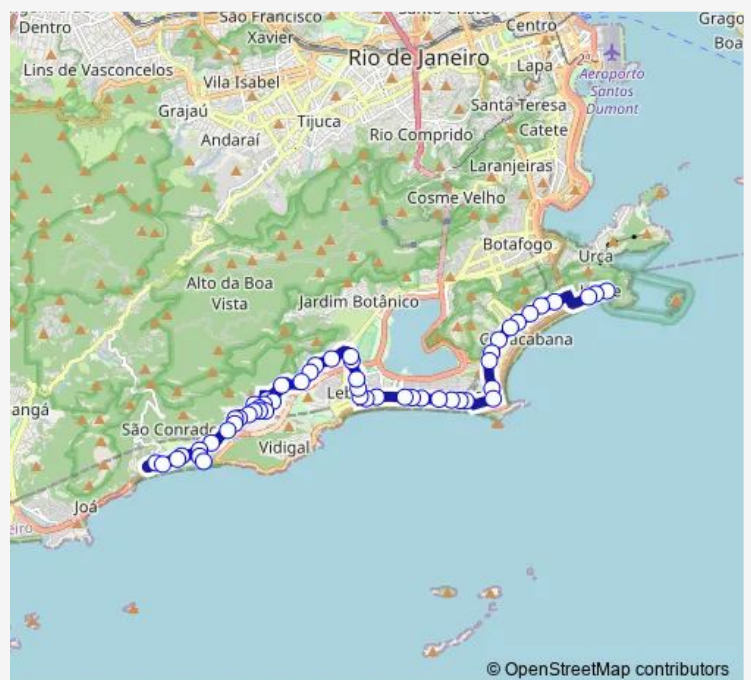 Dentro
São Francisco
Xavier
Centro
Grago
Boa
Lins de Vasconcelos
Rio de Janeiro
Lapa
Aeroporto
Santos
Dumont
Vila Isabel
Santa Teresa
Grajaú
Tijuca
Andaraí
Rio Comprido
Catete
Laranjeiras
Cosme Velho
Botafogo
Urca
Alto da Boa
Vista
Jardim Botânico
São Conrado
Vidigal
Joá
© OpenStreetMap contributors